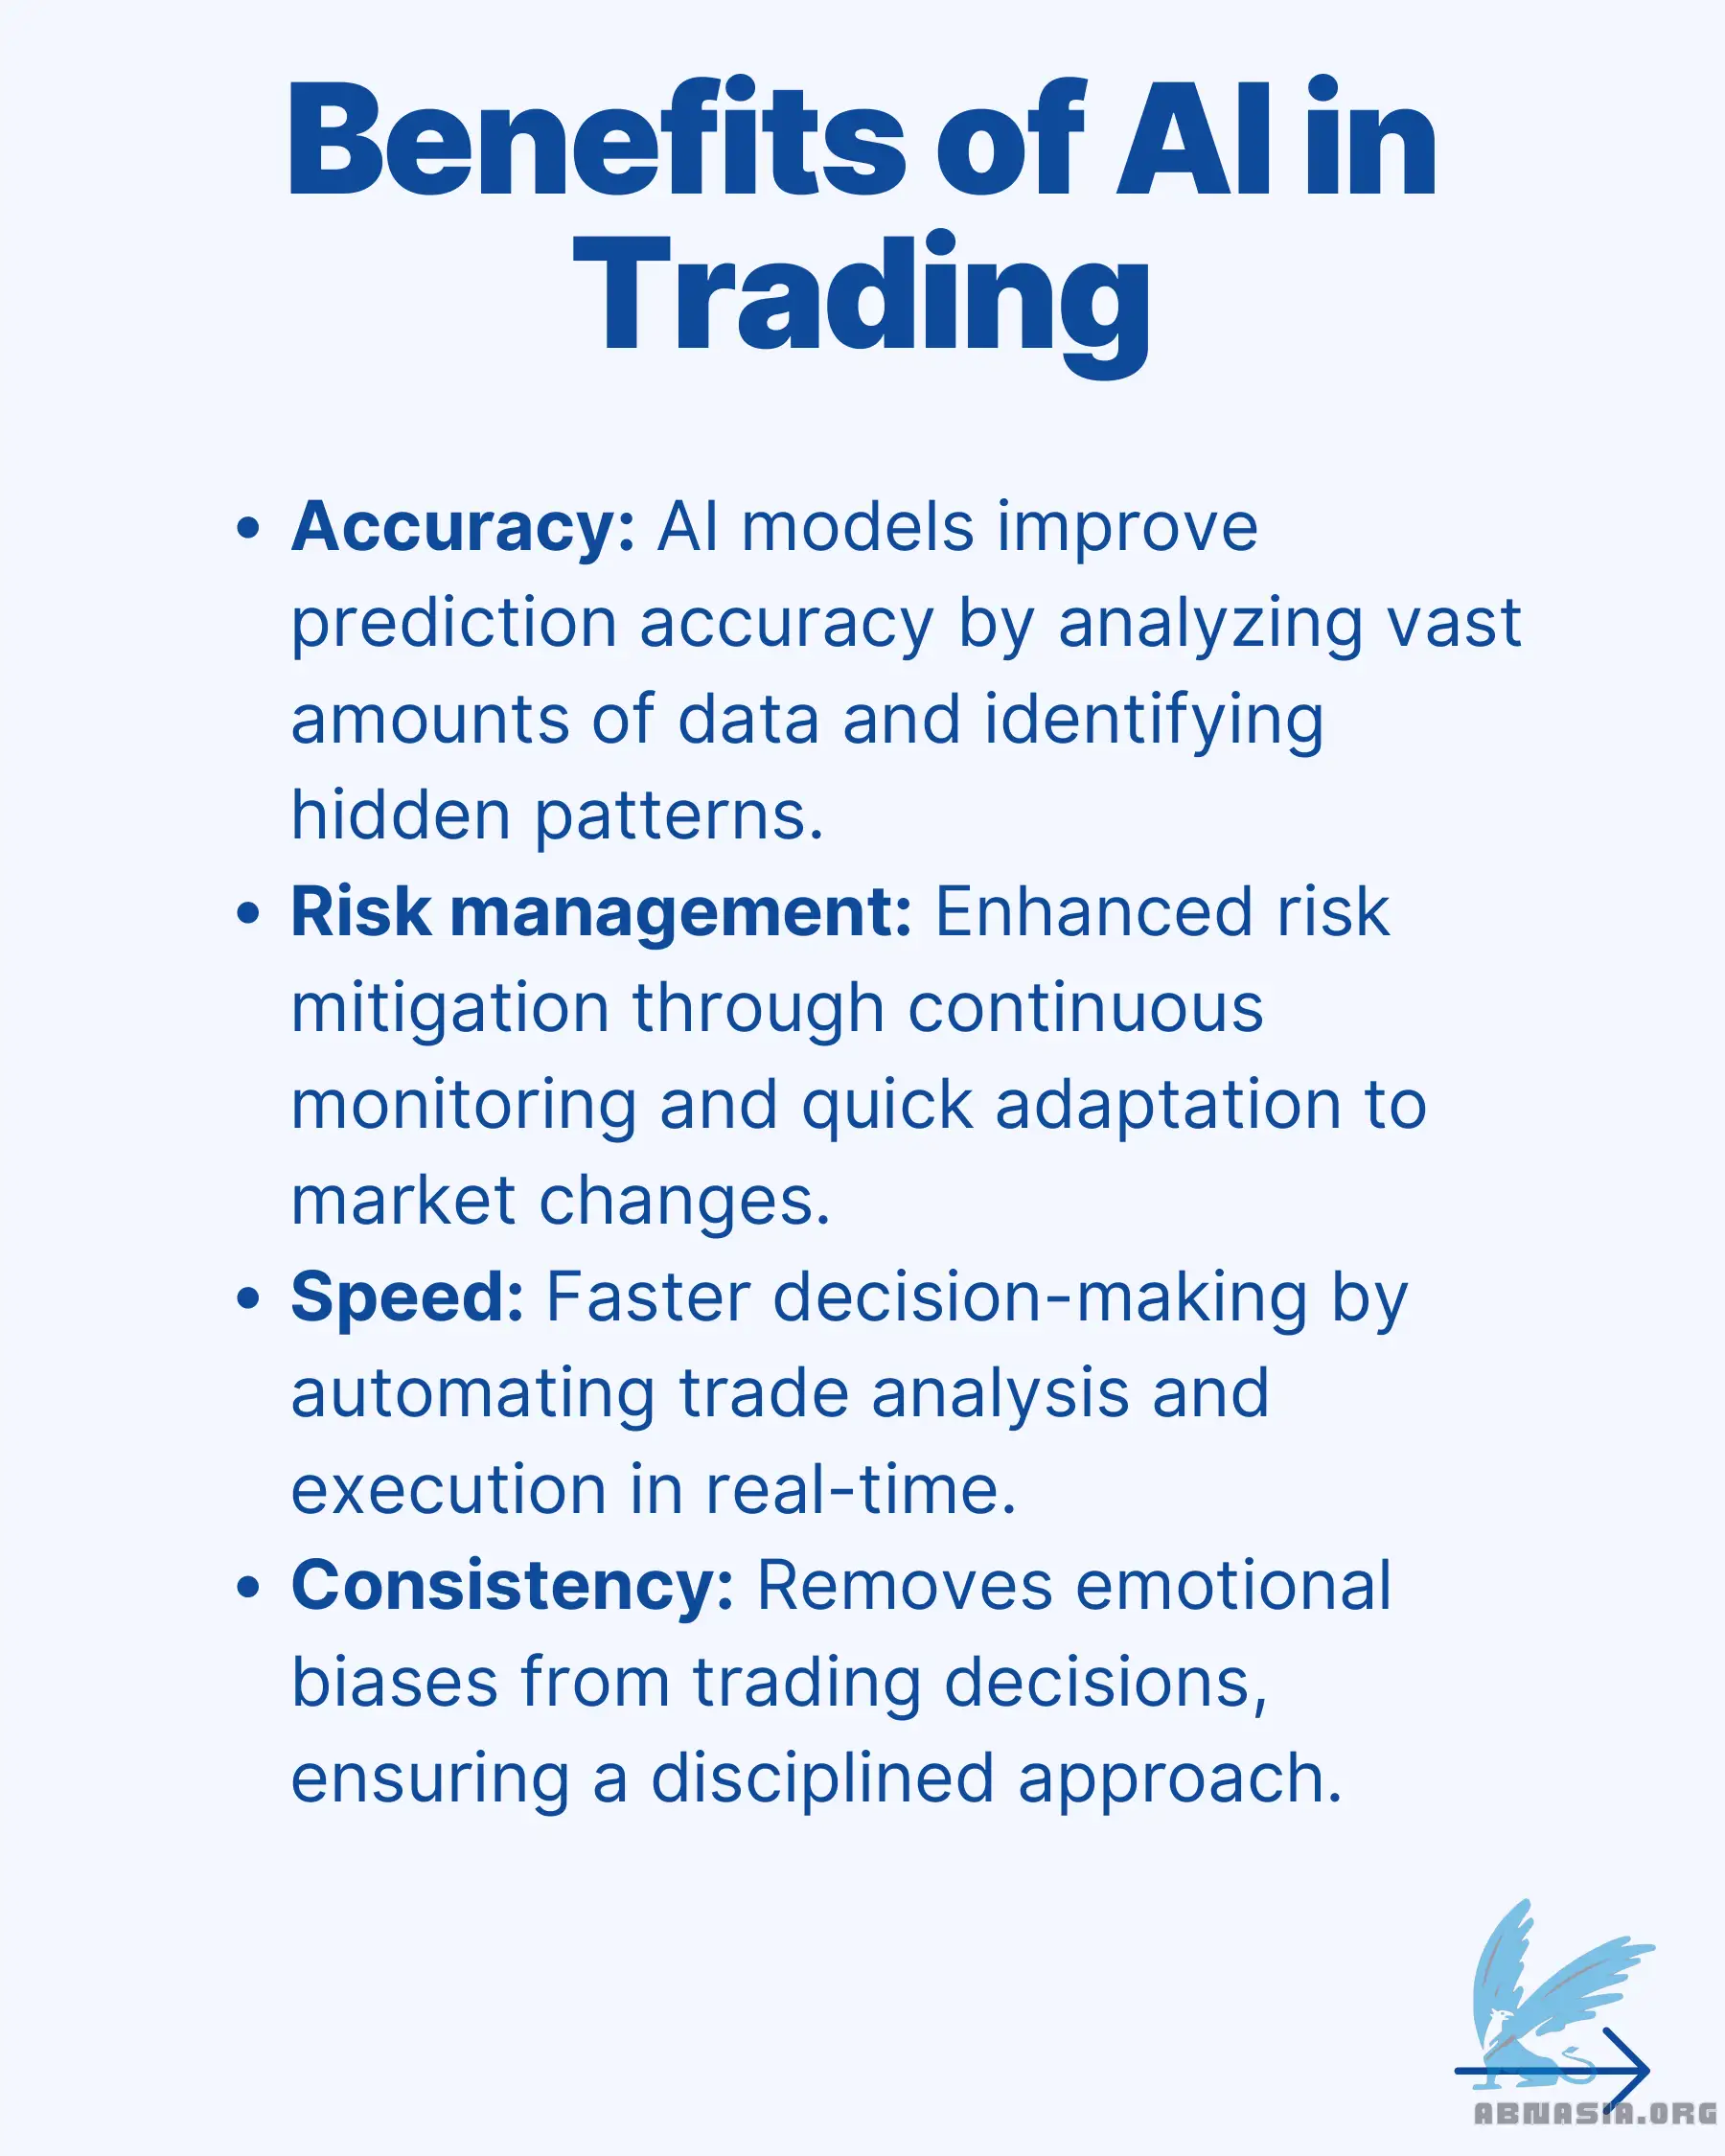 Benefits of AI in
Trading
• Accuracy: AI models improve
prediction accuracy by analyzing vast
amounts of data and identifying
hidden patterns.
• Risk management: Enhanced risk
mitigation through continuous
monitoring and quick adaptation to
market changes.
• Speed: Faster decision-making by
automating trade analysis and
execution in real-time.
• Consistency: Removes emotional
biases from trading decisions,
ensuring a disciplined approach.
ABNASIA.ORG